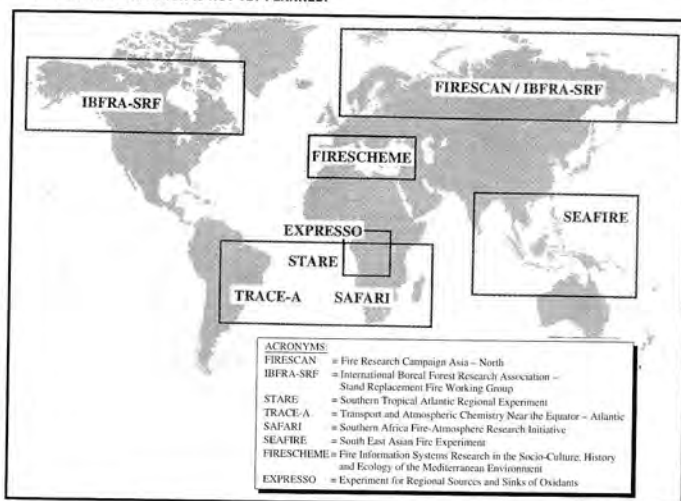 IBFRA-SRF
FIRESCAN / IBFRA-SRF
FIRESCHEME
SEAFIRE
EXPRESSO
STARE
TRACE-A SAFARI
ACRONYMS:
FIRESCAN = Fire Research Campaign Asia – North
IBFRA-SRF = International Boreal Forest Research Association –
Stand Replacement Fire Working Group
STARE = Southern Tropical Atlantic Regional Experiment
TRACE-A = Transport and Atmospheric Chemistry Near the Equator – Atlantic
SAFARI = Southern Africa Fire-Atmosphere Research Initiative
SEAFIRE = South East Asian Fire Experiment
FIRESCHEME = Fire Information Systems Research in the Socio-Culture, History
and Ecology of the Mediterranean Environment
EXPRESSO = Experiment for Regional Sources and Sinks of Oxidants